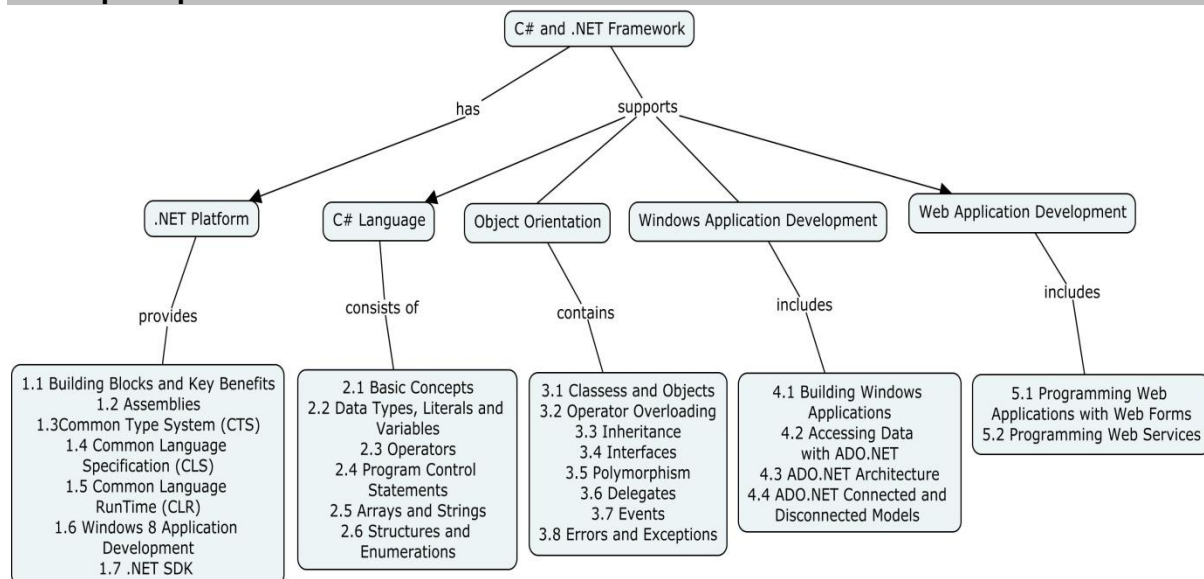 C# and .NET Framework
has
supports
.NET Platform
C# Language
Object Orientation
Windows Application Development
Web Application Development
provides
consists of
contains
includes
includes
1.1 Building Blocks and Key Benefits
1.2 Assemblies
1.3Common Type System (CTS)
1.4 Common Language
Specification (CLS)
1.5 Common Language
RunTime (CLR)
1.6 Windows 8 Application
Development
1.7 .NET SDK
2.1 Basic Concepts
2.2 Data Types, Literals and
Variables
2.3 Operators
2.4 Program Control
Statements
2.5 Arrays and Strings
2.6 Structures and
Enumerations
3.1 Classess and Objects
3.2 Operator Overloading
3.3 Inheritance
3.4 Interfaces
3.5 Polymorphism
3.6 Delegates
3.7 Events
3.8 Errors and Exceptions
4.1 Building Windows
Applications
4.2 Accessing Data
with ADO.NET
4.3 ADO.NET Architecture
4.4 ADO.NET Connected and
Disconnected Models
5.1 Programming Web
Applications with Web Forms
5.2 Programming Web Services